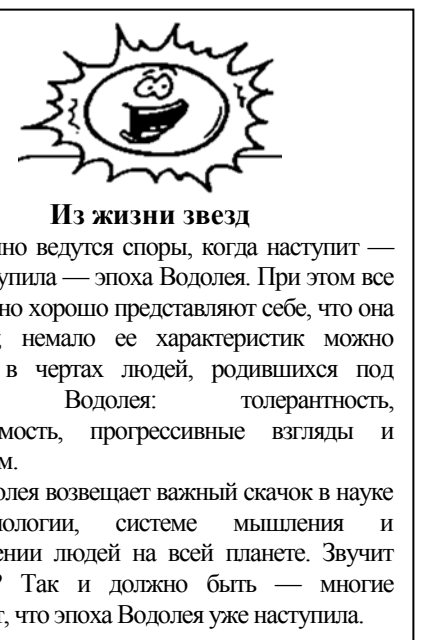 Из жизни звезд
но ведутся споры, когда наступит —
упила — эпоха Водолея. При этом все
но хорошо представляют себе, что она
немало ее характеристик можно
в чертах людей, родившихся под
Водолея: толерантность,
мость, прогрессивные взгляды и
м.
олея возвещает важный скачок в науке
нологии, системе мышления и
ении людей на всей планете. Звучит
? Так и должно быть — многие
т, что эпоха Водолея уже наступила.